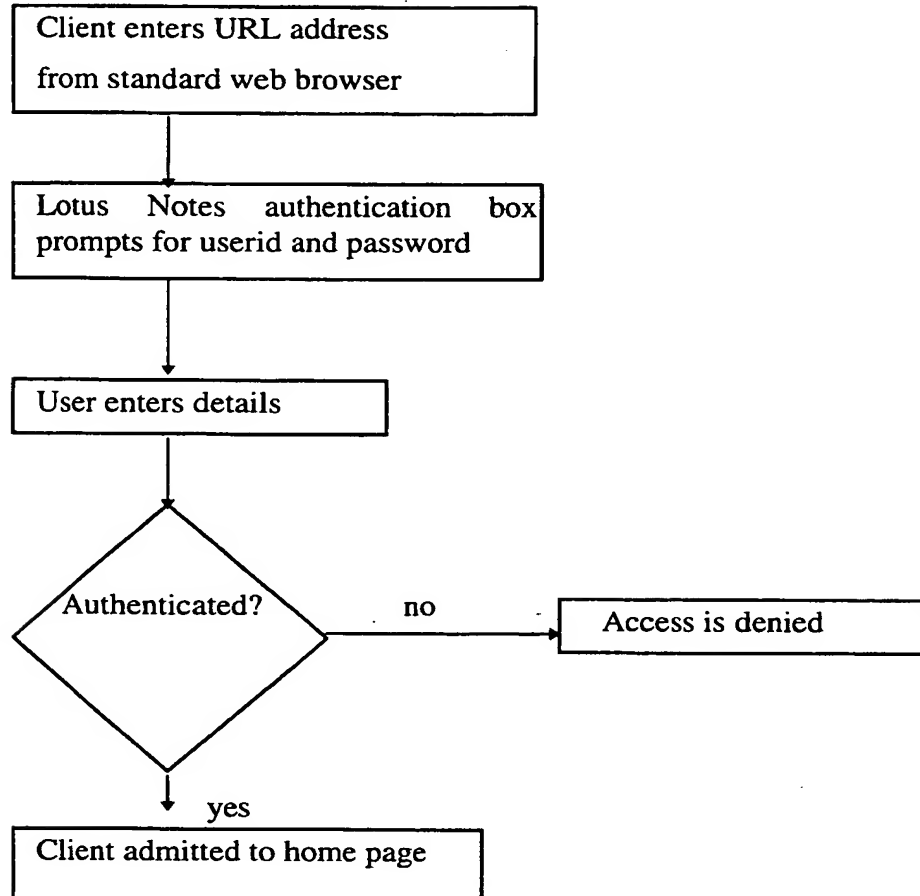 Client enters URL address
from standard web browser
Lotus Notes authentication box
prompts for userid and password
User enters details
Authenticated?
no
Access is denied
yes
Client admitted to home page